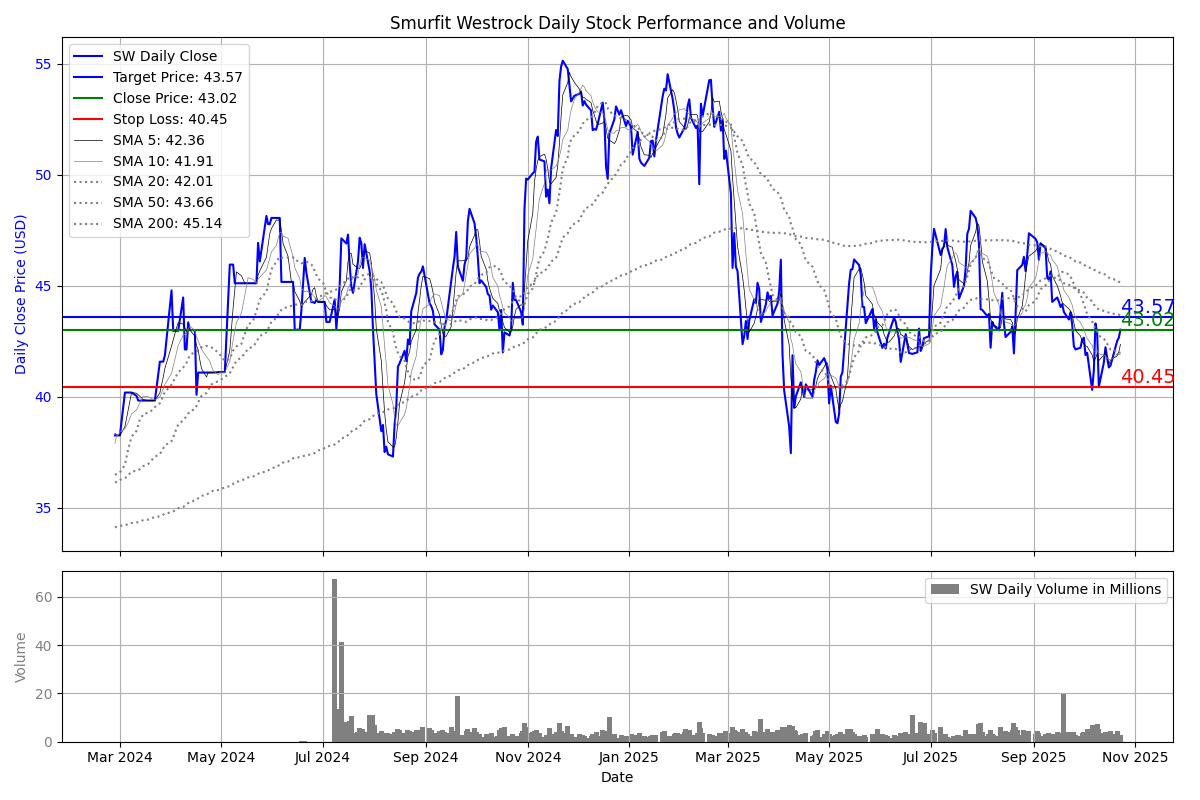 Smurfit Westrock Daily Stock Performance and Volume
Daily Close Price (USD)
55
50
45
40
35
SW Daily Close
Target Price: 43.57
Close Price: 43.02
Stop Loss: 40.45
SMA 5: 42.36
SMA 10: 41.91
SMA 20: 42.01
SMA 50: 43.66
SMA 200: 45.14
43.57
43.02
40.45
Volume
60
40
20
0
SW Daily Volume in Millions
Mar 2024 May 2024 Jul 2024 Sep 2024 Nov 2024 Jan 2025 Mar 2025 May 2025 Jul 2025 Sep 2025 Nov 2025
Date